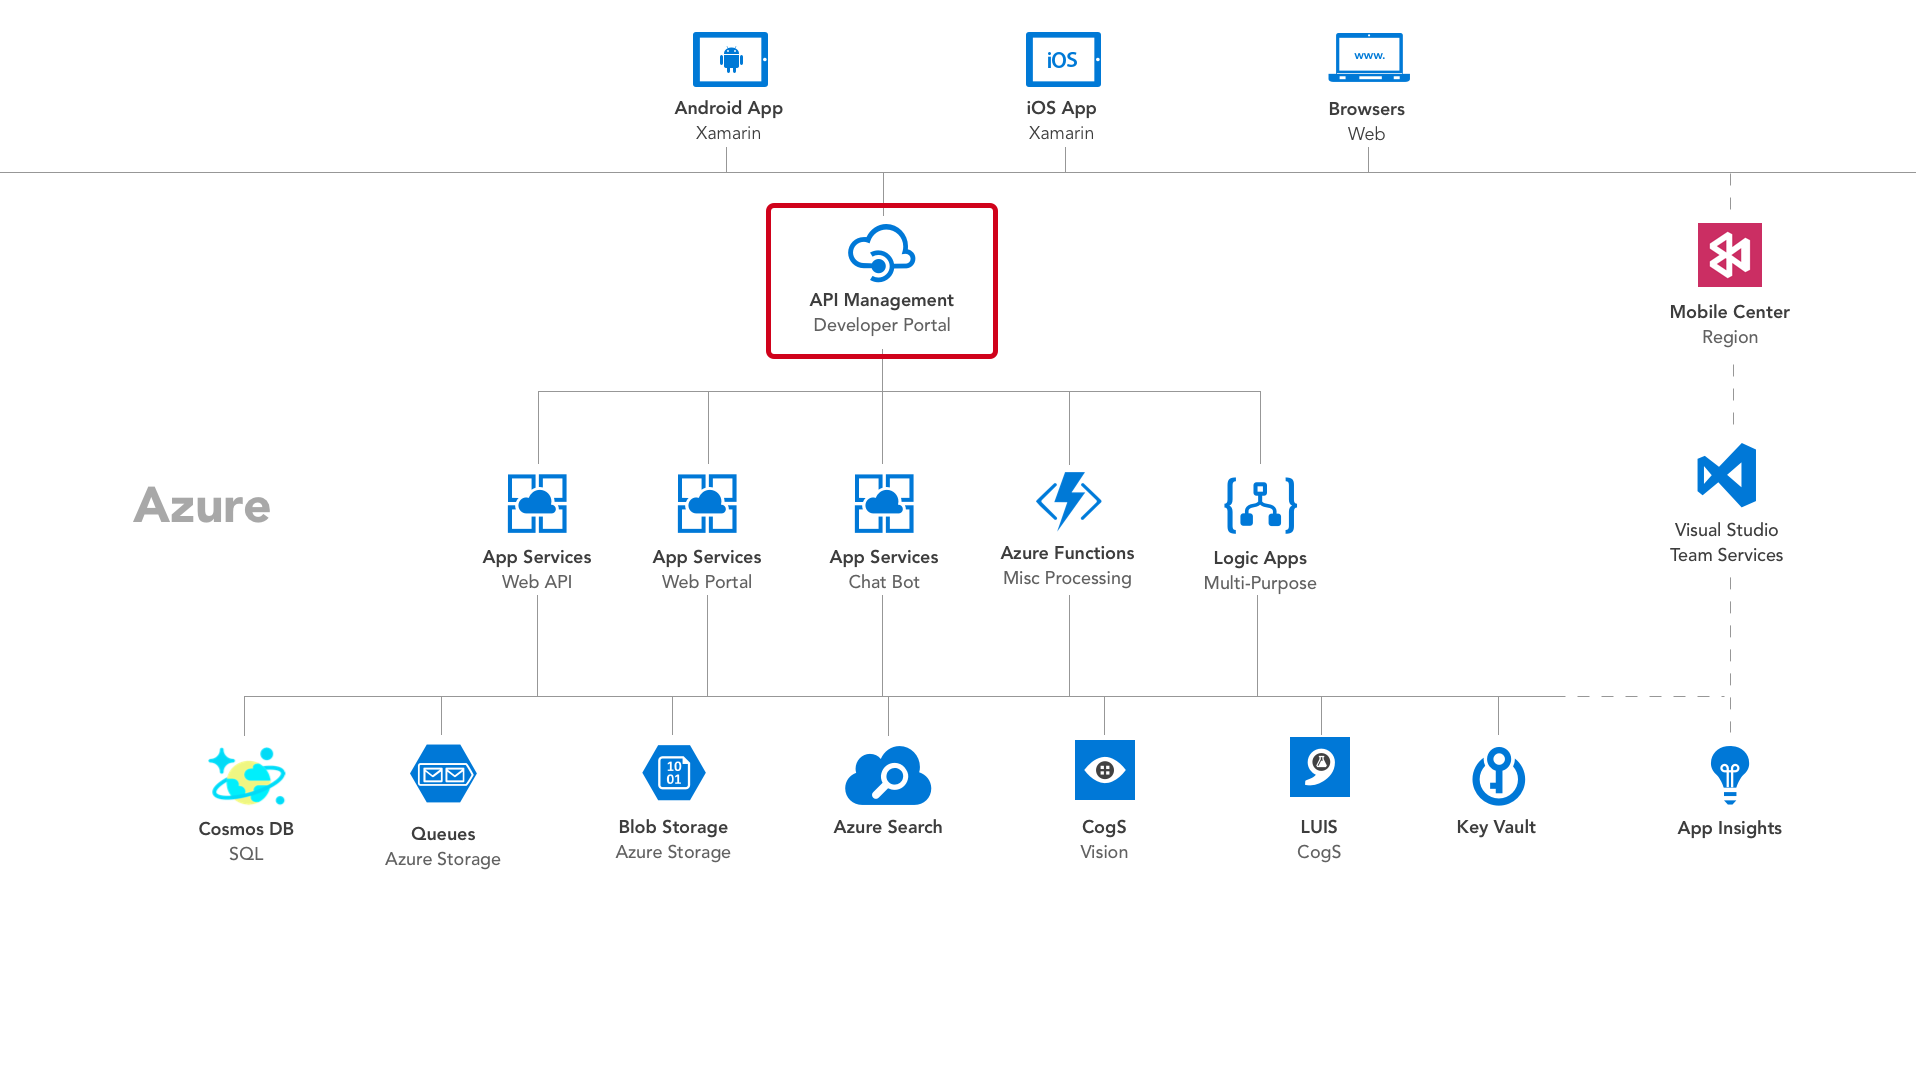 iOS
www.
Android App
Xamarin
iOS App
Xamarin
Browsers
Web
API Management
Developer Portal
Mobile Center
Region
Azure
App Services
Web API
App Services
Web Portal
App Services
Chat Bot
Azure Functions
Misc Processing
Logic Apps
Multi-Purpose
Visual Studio
Team Services
10
01
Cosmos DB
SQL
Queues
Azure Storage
Blob Storage
Azure Storage
Azure Search
CogS
Vision
LUIS
CogS
Key Vault
App Insights